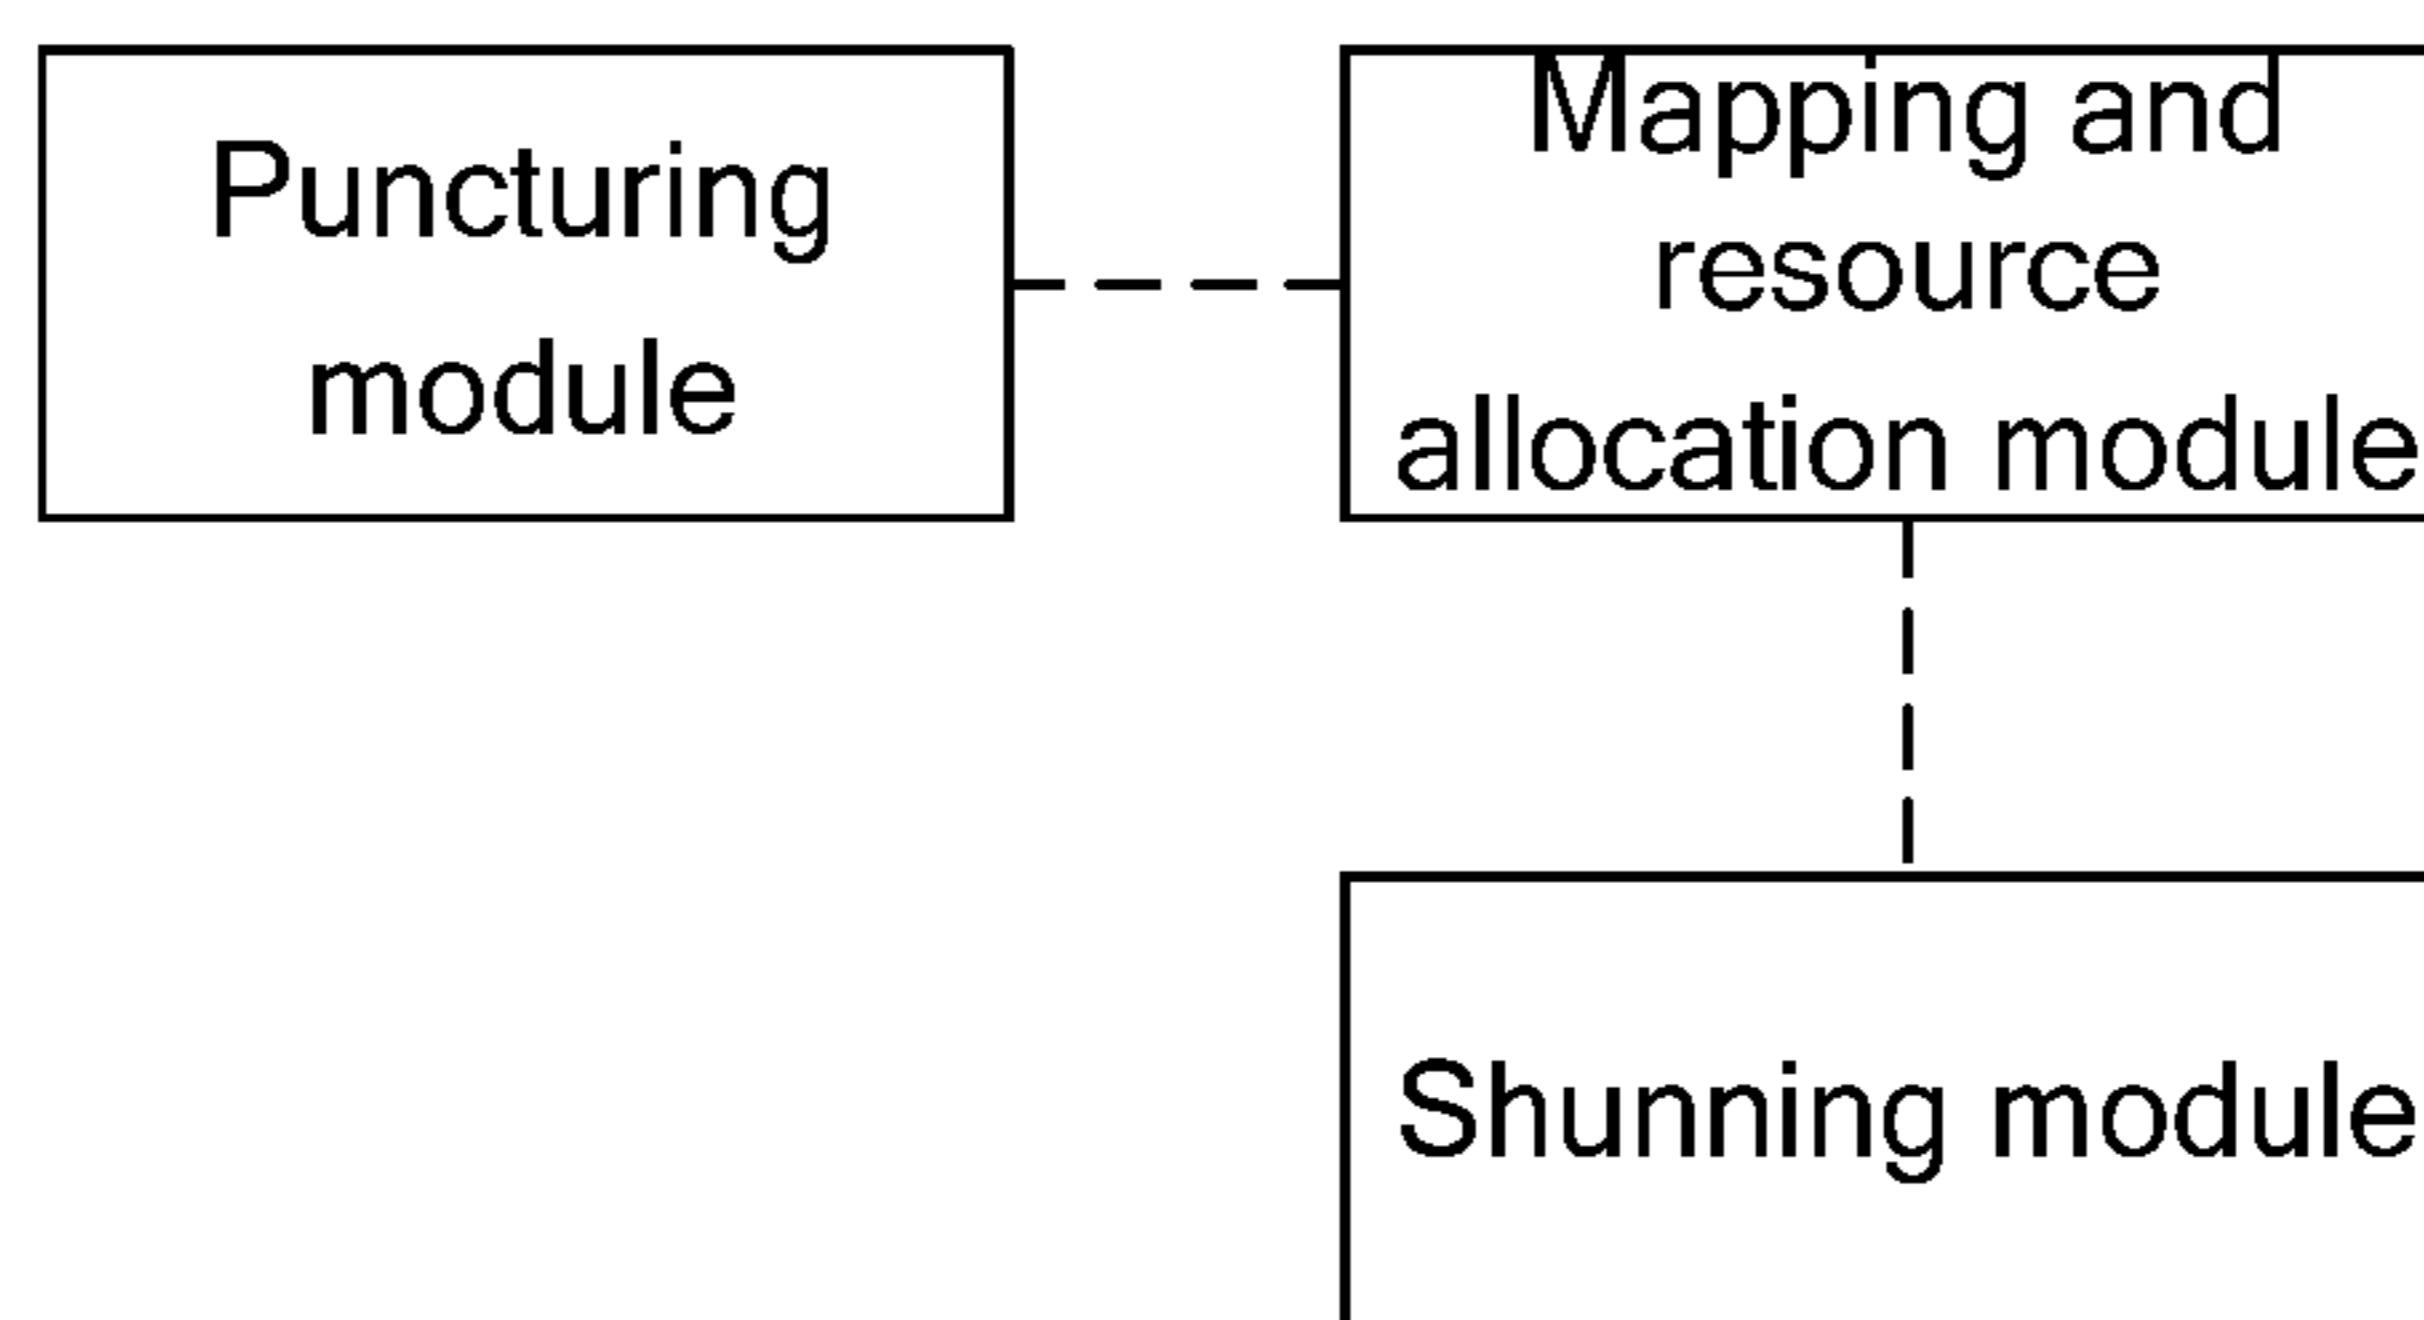 Puncturing
module
Mapping and
resource
allocation module
Shunning module